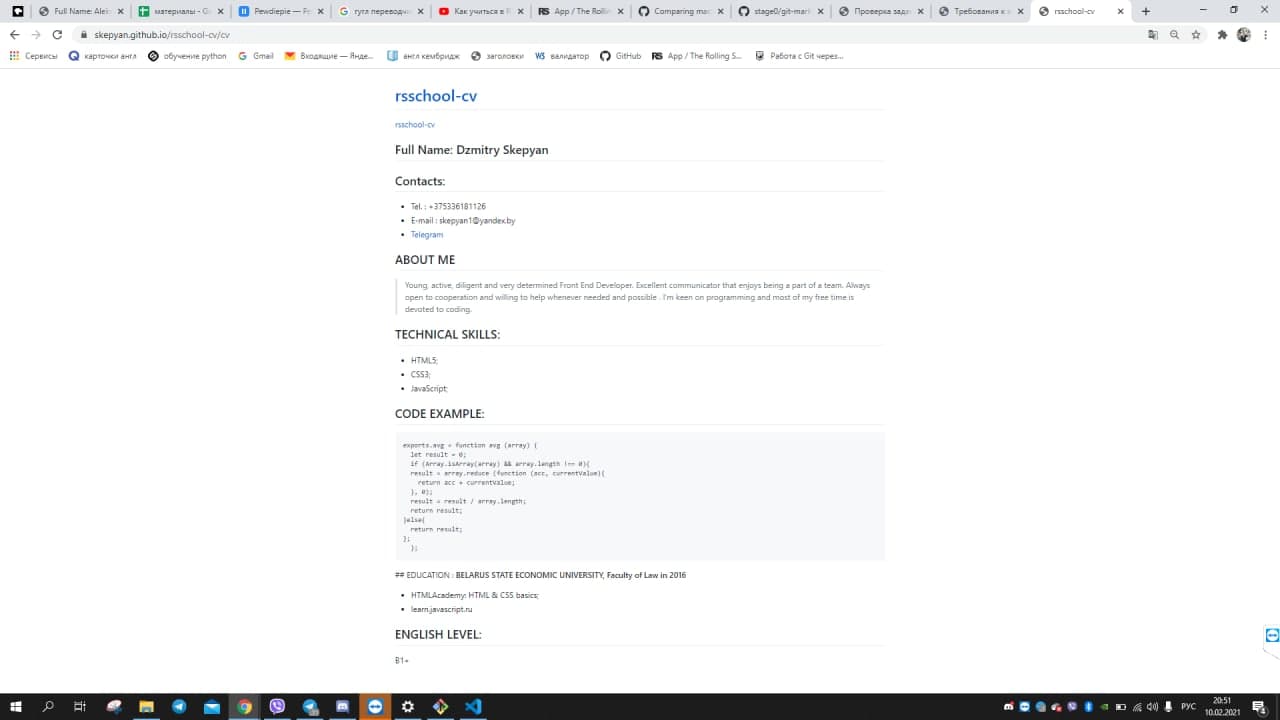 Full Name: Alek
материалы - Go
Pewdiepie — Ра
гугл переводчи
Как учиться в R
App / The Rollin
Comparing mas
stage0/git-mark
Проверка зада
Требования к в
rsschool-cv
skepyan.github.io/rsschool-cv/cv
Сервисы
карточки англ
обучение python
Gmail
Входящие — Янде...
англ кембридж
заголовки
валидатор
GitHub
App / The Rolling S...
Работа с Git через...
rsschool-cv
rsschool-cv
Full Name: Dzmitry Skepyan
Contacts:
Tel. : +375336181126
E-mail : skepyan1@yandex.by
Telegram
ABOUT ME
Young, active, diligent and very determined Front End Developer. Excellent communicator that enjoys being a part of a team. Always
open to cooperation and willing to help whenever needed and possible . I'm keen on programming and most of my free time is
devoted to coding.
TECHNICAL SKILLS:
HTML5;
CSS3;
JavaScript;
CODE EXAMPLE:
exports.avg = function avg (array) {
let result = 0;
if (Array.isArray(array) && array.length !== 0){
result = array.reduce (function (acc, currentValue){
return acc + currentValue;
}, 0);
result = result / array.length;
return result;
}else{
return result;
};
};
## EDUCATION : BELARUS STATE ECONOMIC UNIVERSITY, Faculty of Law in 2016
HTMLAcademy: HTML & CSS basics;
learn.javascript.ru
ENGLISH LEVEL:
B1+
РУС
20:51
10.02.2021